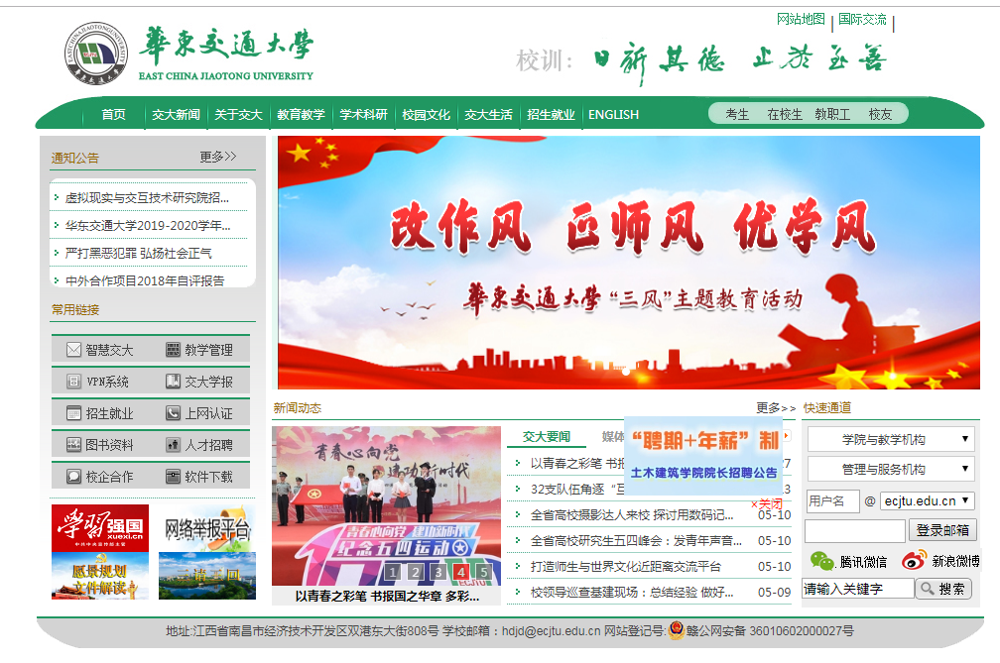 网站地图 国际交流
華東交通大學
EAST CHINA JIAOTONG UNIVERSITY
校训: 日新其德 止於至善
首页 交大新闻 关于交大 教育教学 学术科研 校园文化 交大生活 招生就业 ENGLISH 考生 在校生 教职工 校友
通知公告 更多>>
虚拟现实与交互技术研究院招...
华东交通大学2019-2020学年...
严打黑恶犯罪 弘扬社会正气
中外合作项目2018年自评报告
常用链接
智慧交大 教学管理
VPN系统 交大学报
招生就业 上网认证
图书资料 人才招聘
校企合作 软件下载
学习强国
xuexi.cn
网络举报平台
愿景规划
文件解读
改作风 正师风 优学风
華東交通大學“三风”主题教育活动
新闻动态 更多>>
青春心向党
建功新时代
青春心向党 建功新时代
纪念五四运动
1 2 3 4 5
以青春之彩笔 书报国之华章 多彩...
交大要闻 媒体
以青春之彩笔 书报
32支队伍角逐
全省高校摄影达人来校 探讨用数码记... 05-10
全省高校研究生五四峰会：发青年声音... 05-10
打造师生与世界文化近距离交流平台 05-10
校领导巡查基建现场：总结经验 做好... 05-09
“聘期+年薪”制
土木建筑学院院长招聘公告
×关闭
快速通道
学院与教学机构
管理与服务机构
用户名 @ ecjtu.edu.cn
登录邮箱
腾讯微信 新浪微博
请输入关键字 搜索
地址:江西省南昌市经济技术开发区双港东大街808号 学校邮箱：hdjd@ecjtu.edu.cn 网站登记号: 赣公网安备 36010602000027号